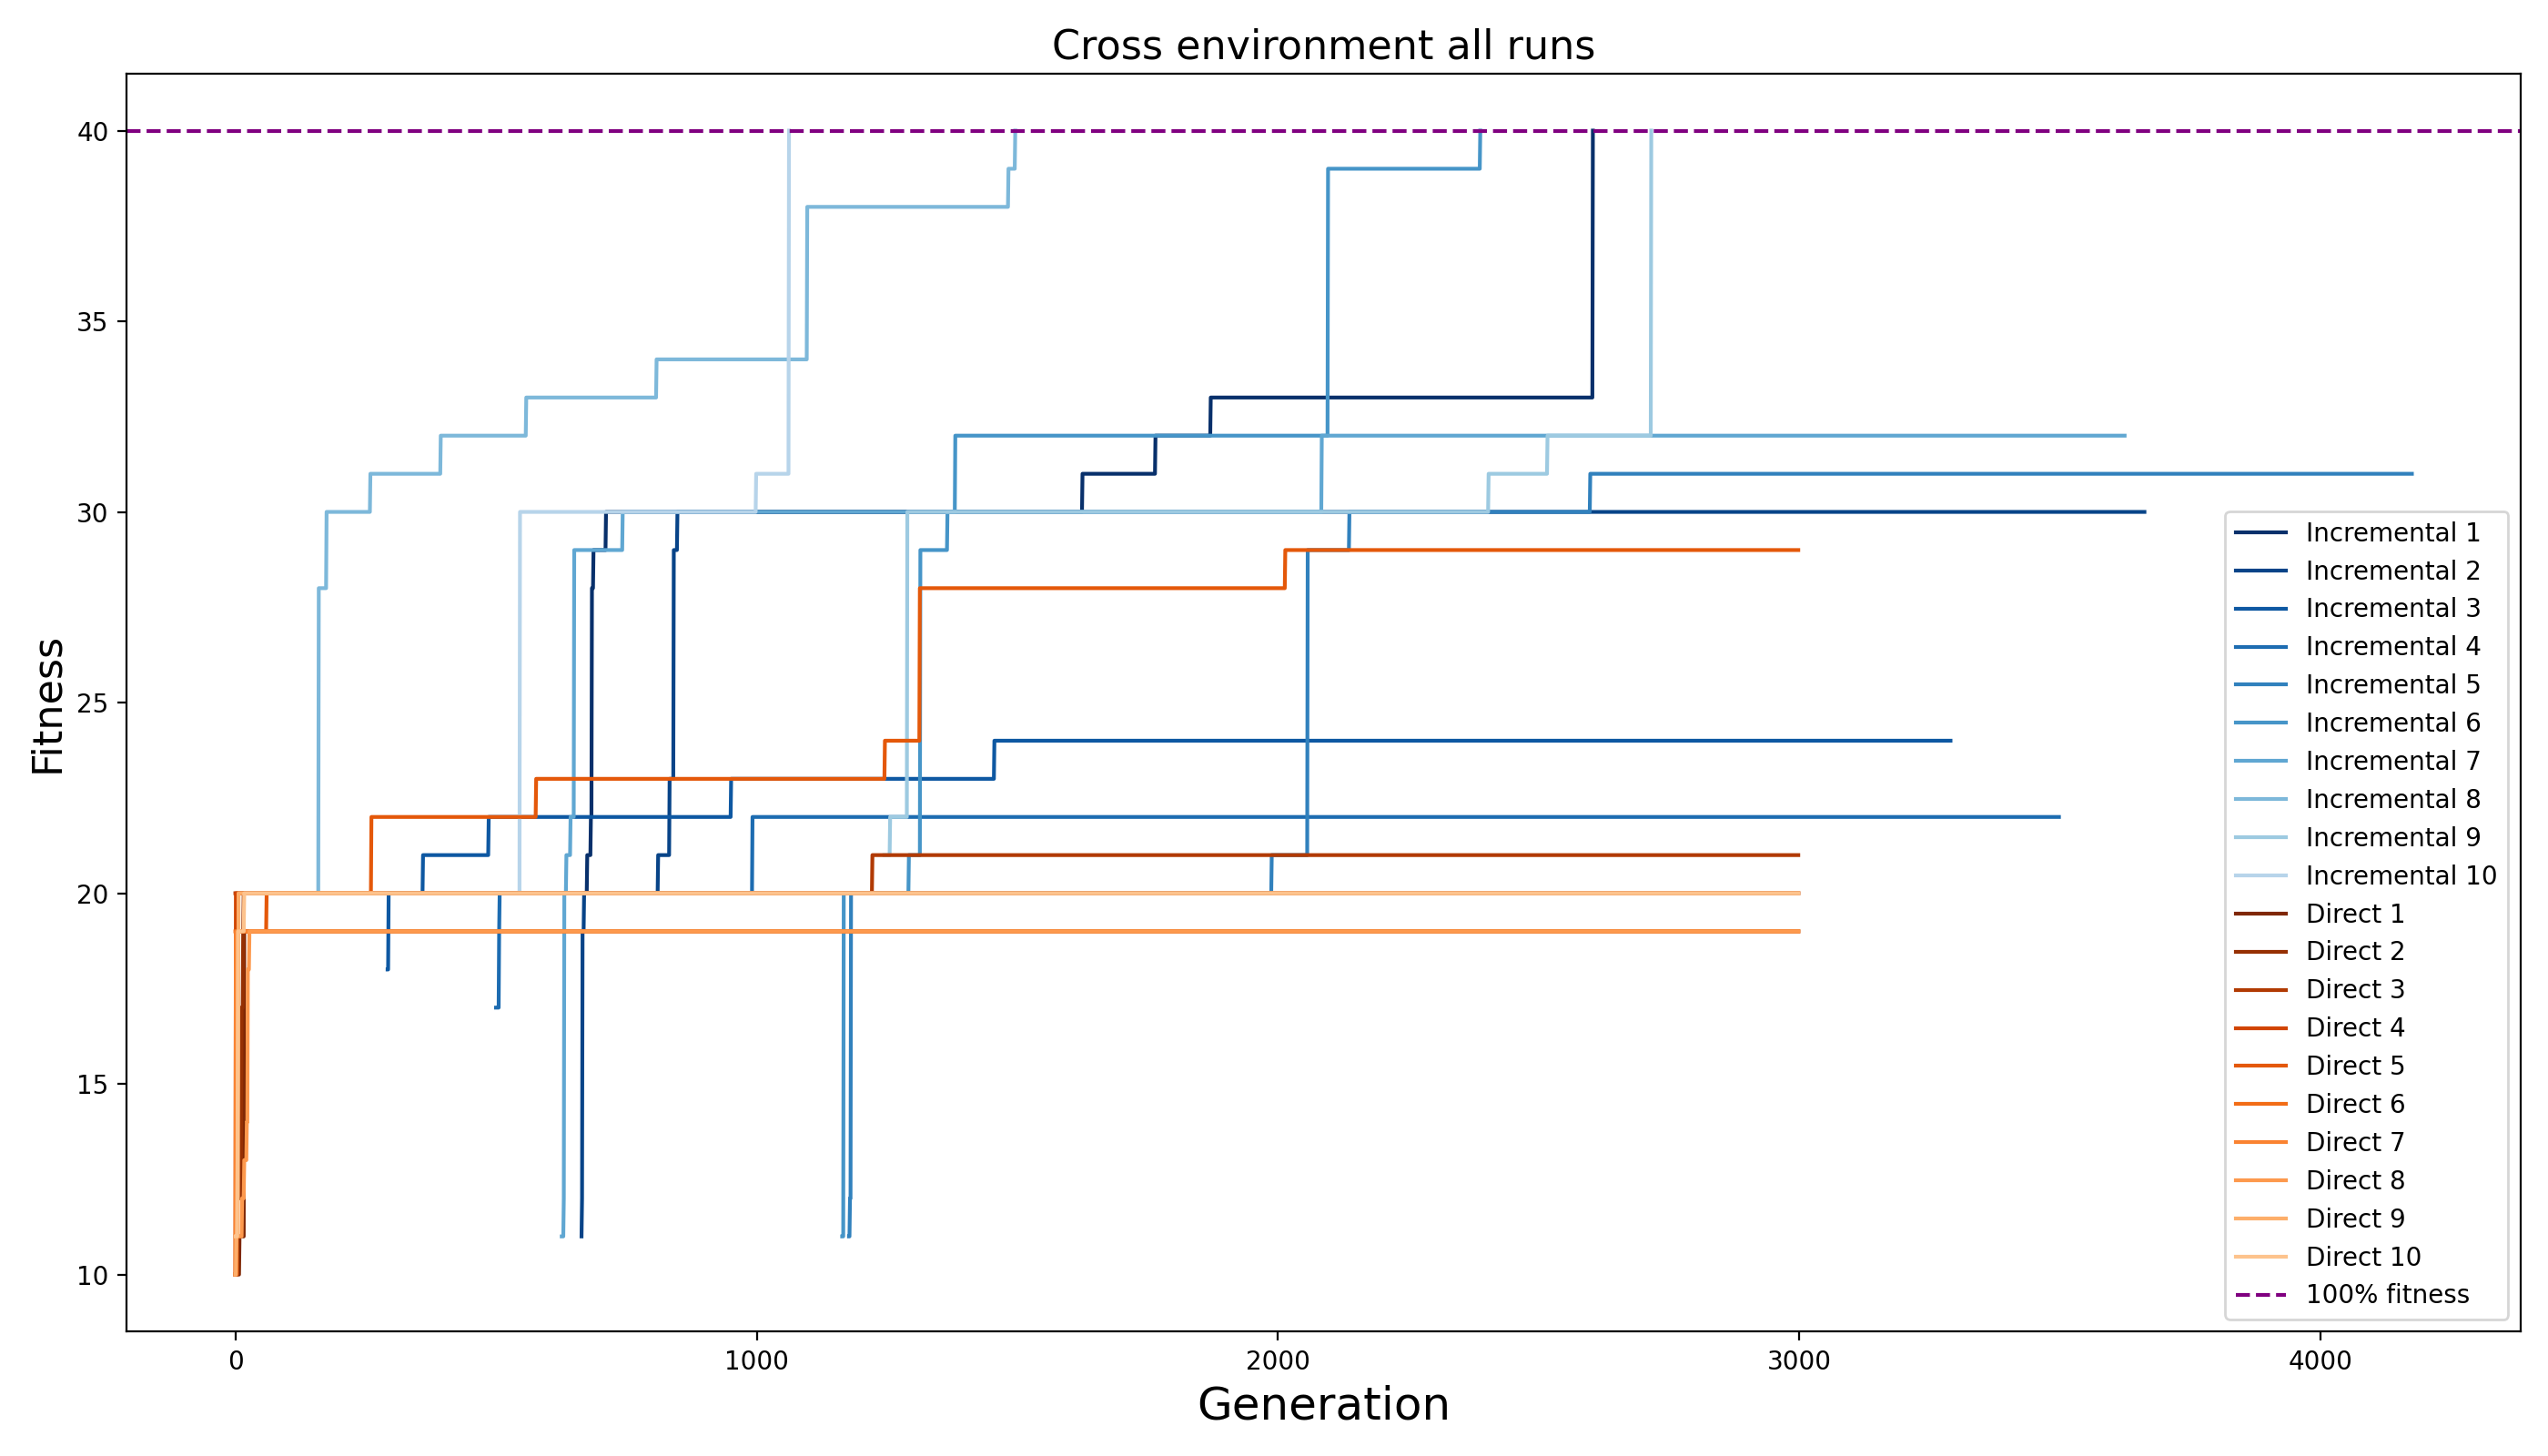 Cross environment all runs
40
35
30
25
20
15
10
Fitness
0
1000
2000
3000
4000
Generation
Incremental 1
Incremental 2
Incremental 3
Incremental 4
Incremental 5
Incremental 6
Incremental 7
Incremental 8
Incremental 9
Incremental 10
Direct 1
Direct 2
Direct 3
Direct 4
Direct 5
Direct 6
Direct 7
Direct 8
Direct 9
Direct 10
100% fitness